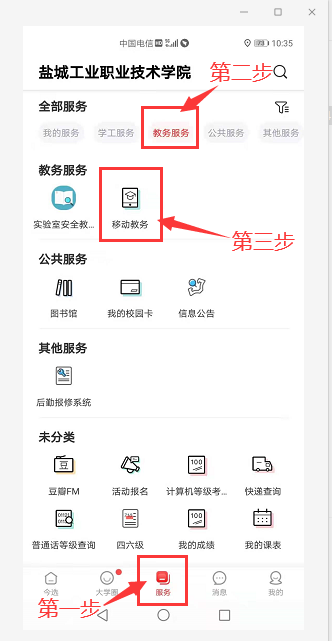 中国电信 HD 5G 10:35
盐城工业职业技术学院
第二步
全部服务
我的服务 学工服务 教务服务 公共服务 其他服务
教务服务
实验室安全教... 移动教务
第三步
公共服务
图书馆 我的校园卡 信息公告
其他服务
后勤报修系统
未分类
豆瓣FM 活动报名 计算机等级考... 快递查询
普通话等级查询 四六级 我的成绩 我的课表
第一步
今选 大学圈 服务 消息 我的